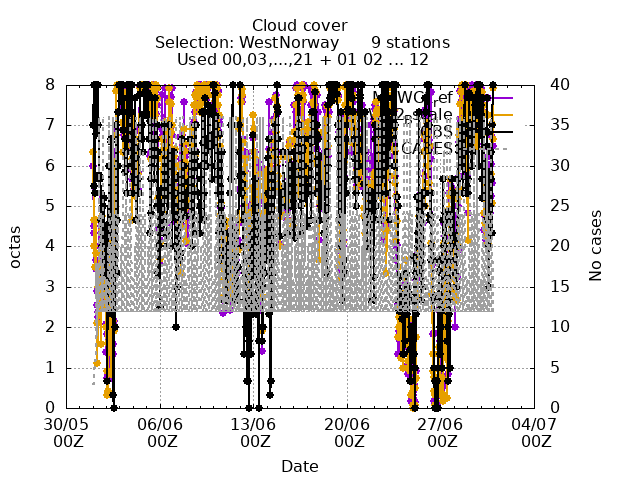 Cloud cover
Selection: WestNorway 9 stations
Used 00,03,...,21 + 01 02 ... 12
8 40
7 35
6 30
5 25
4 20
3 15
2 10
1 5
0 0
octas
No cases
OBS
CASES
30/05 06/06 13/06 20/06 27/06 04/07
00Z 00Z 00Z 00Z 00Z 00Z
Date